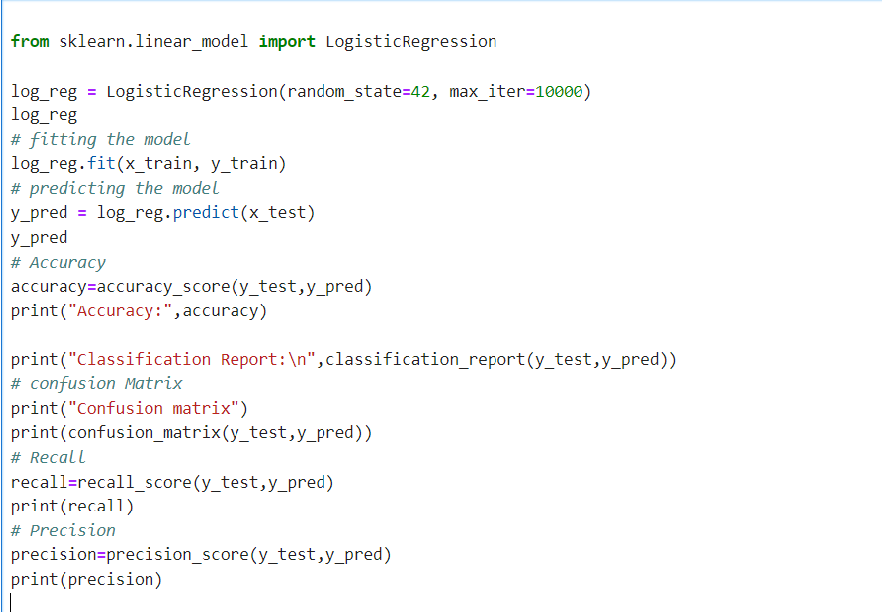 from sklearn.linear_model import LogisticRegression
log_reg = LogisticRegression(random_state=42, max_iter=10000)
log_reg
# fitting the model
log_reg.fit(x_train, y_train)
# predicting the model
y_pred = log_reg.predict(x_test)
y_pred
# Accuracy
accuracy=accuracy_score(y_test,y_pred)
print("Accuracy:",accuracy)
print("Classification Report:\n",classification_report(y_test,y_pred))
# confusion Matrix
print("Confusion matrix")
print(confusion_matrix(y_test,y_pred))
# Recall
recall=recall_score(y_test,y_pred)
print(recall)
# Precision
precision=precision_score(y_test,y_pred)
print(precision)